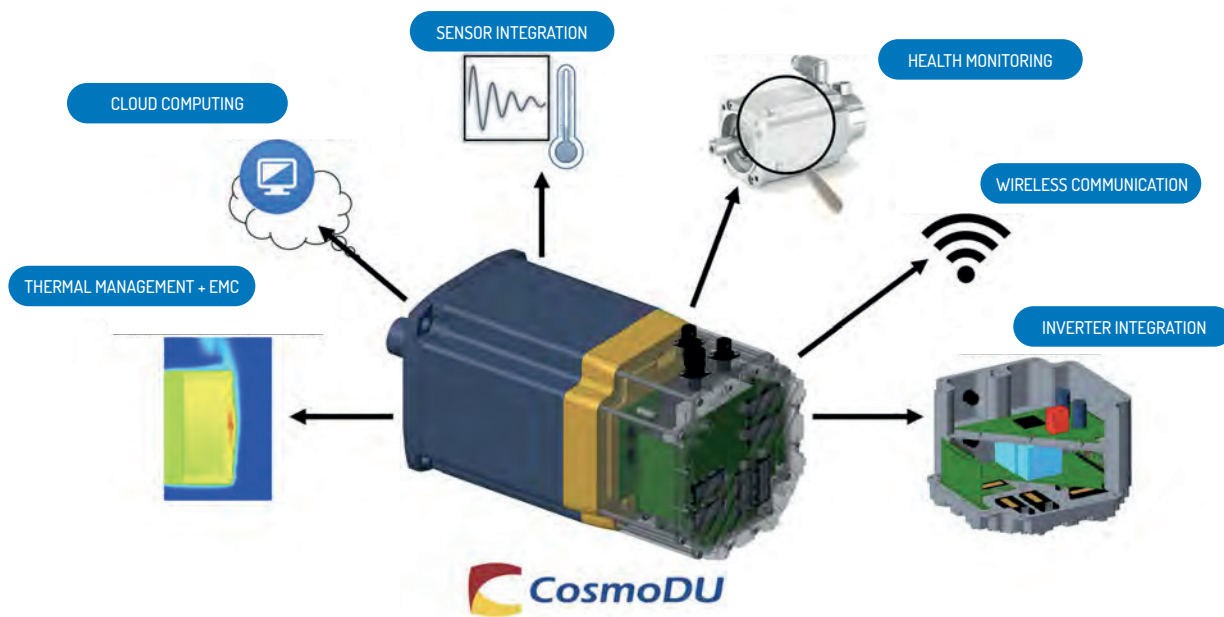 SENSOR INTEGRATION
HEALTH MONITORING
CLOUD COMPUTING
WIRELESS COMMUNICATION
THERMAL MANAGEMENT + EMC
INVERTER INTEGRATION
CosmoDU